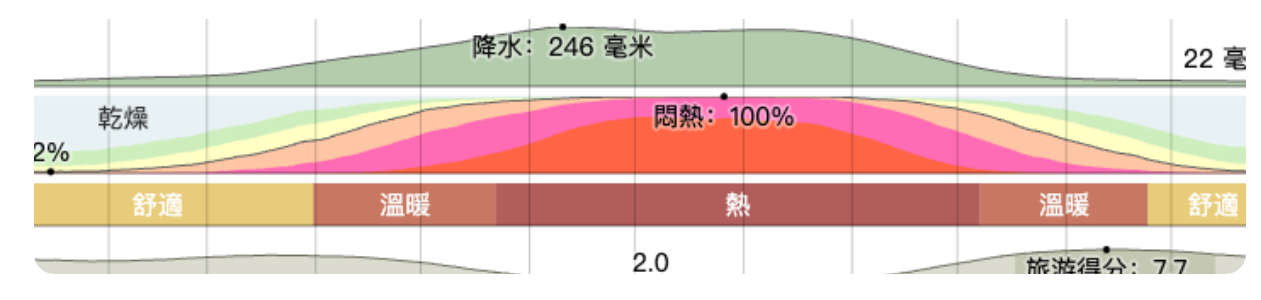 降水: 246 毫米
22 毫
乾燥
悶熱: 100%
2%
舒適
溫暖
熱
溫暖
舒適
2.0
旅游得分: 7.7